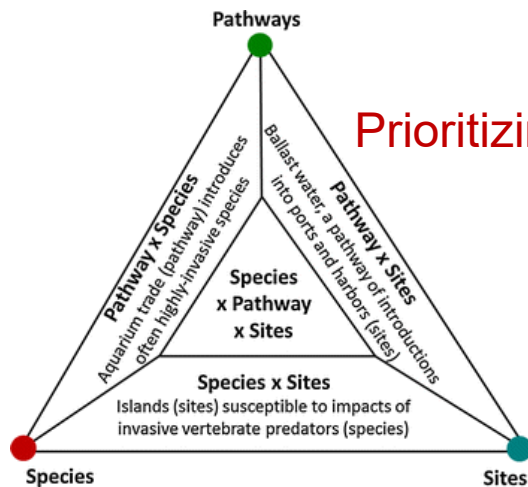 Pathways
Prioritizin
Pathway x Species
Aquarium trade (pathway) introduces
often highly-invasive species
Pathway x Sites
Ballast water, a pathway of introductions
into ports and harbors (sites)
Species
x Pathway
x Sites
Species x Sites
Islands (sites) susceptible to impacts of
invasive vertebrate predators (species)
Species
Sites